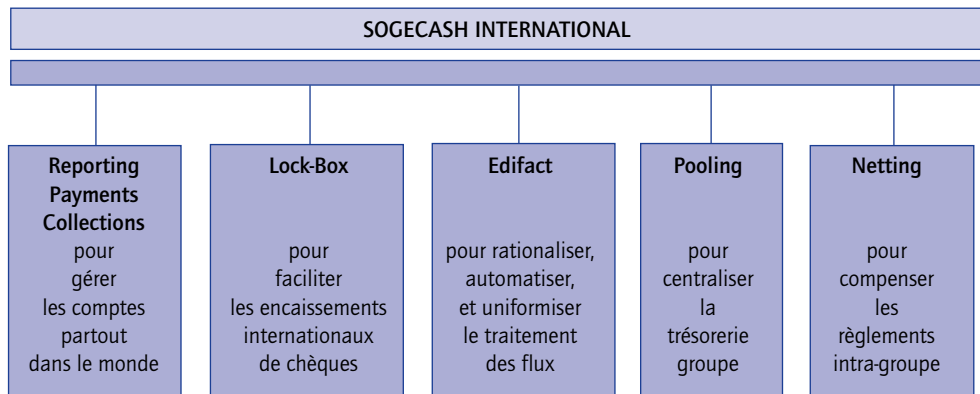 SOGECASH INTERNATIONAL
Reporting
Payments
Collections
pour
gérer
les comptes
partout
dans le monde
Lock-Box
pour
faciliter
les encaissements
internationaux
de chèques
Edifact
pour rationaliser,
automatiser,
et uniformiser
le traitement
des flux
Pooling
pour
centraliser
la
trésorerie
groupe
Netting
pour
compenser
les
règlements
intra-groupe